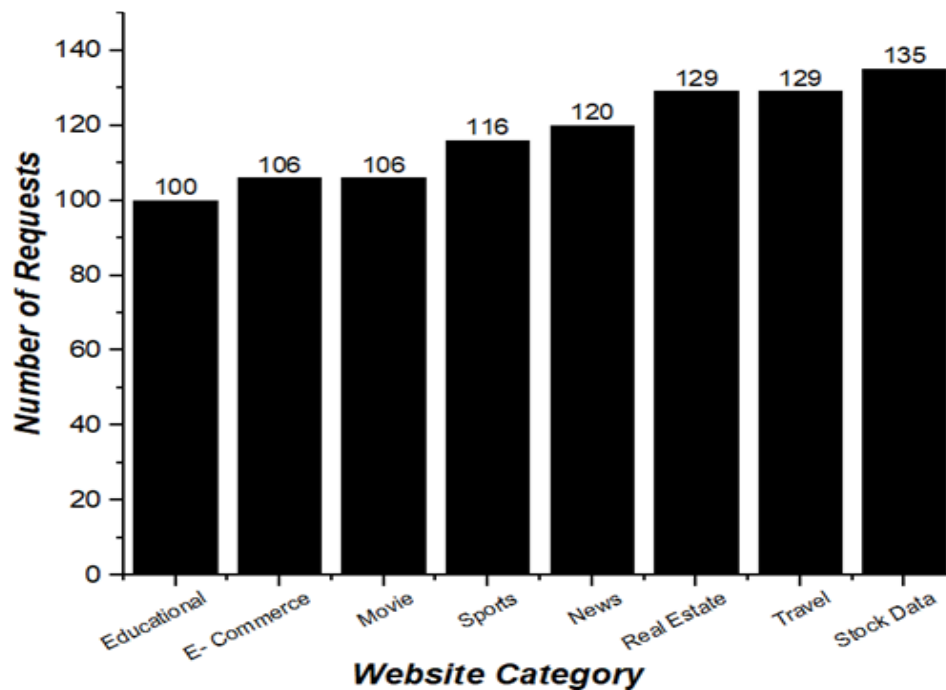 140
120
100
80
60
40
20
0
Number of Requests
100
106
106
116
120
129
129
135
Educational
E- Commerce
Movie
Sports
News
Real Estate
Travel
Stock Data
Website Category